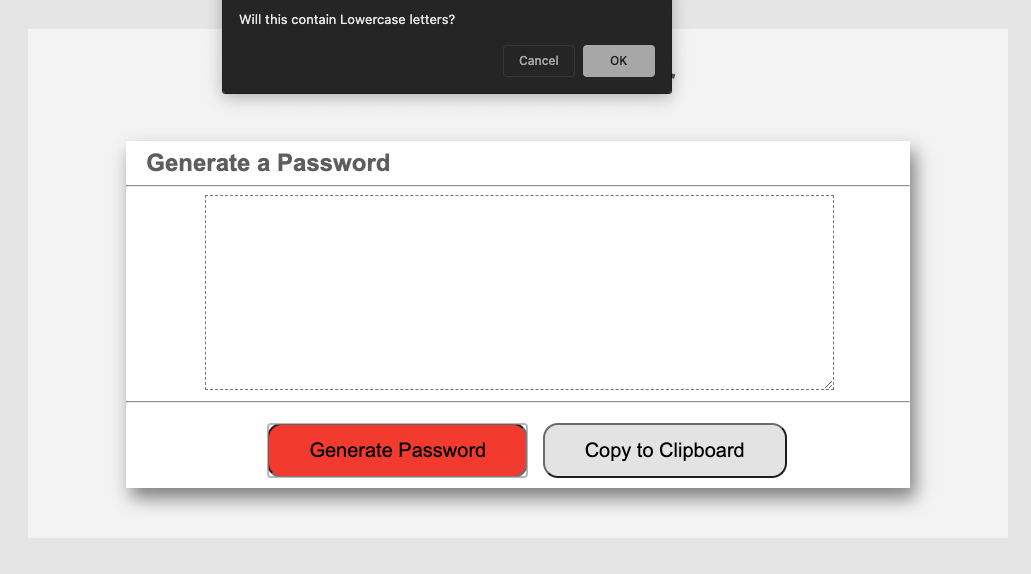 Will this contain Lowercase letters?
Cancel OK
Generate a Password
Generate Password Copy to Clipboard